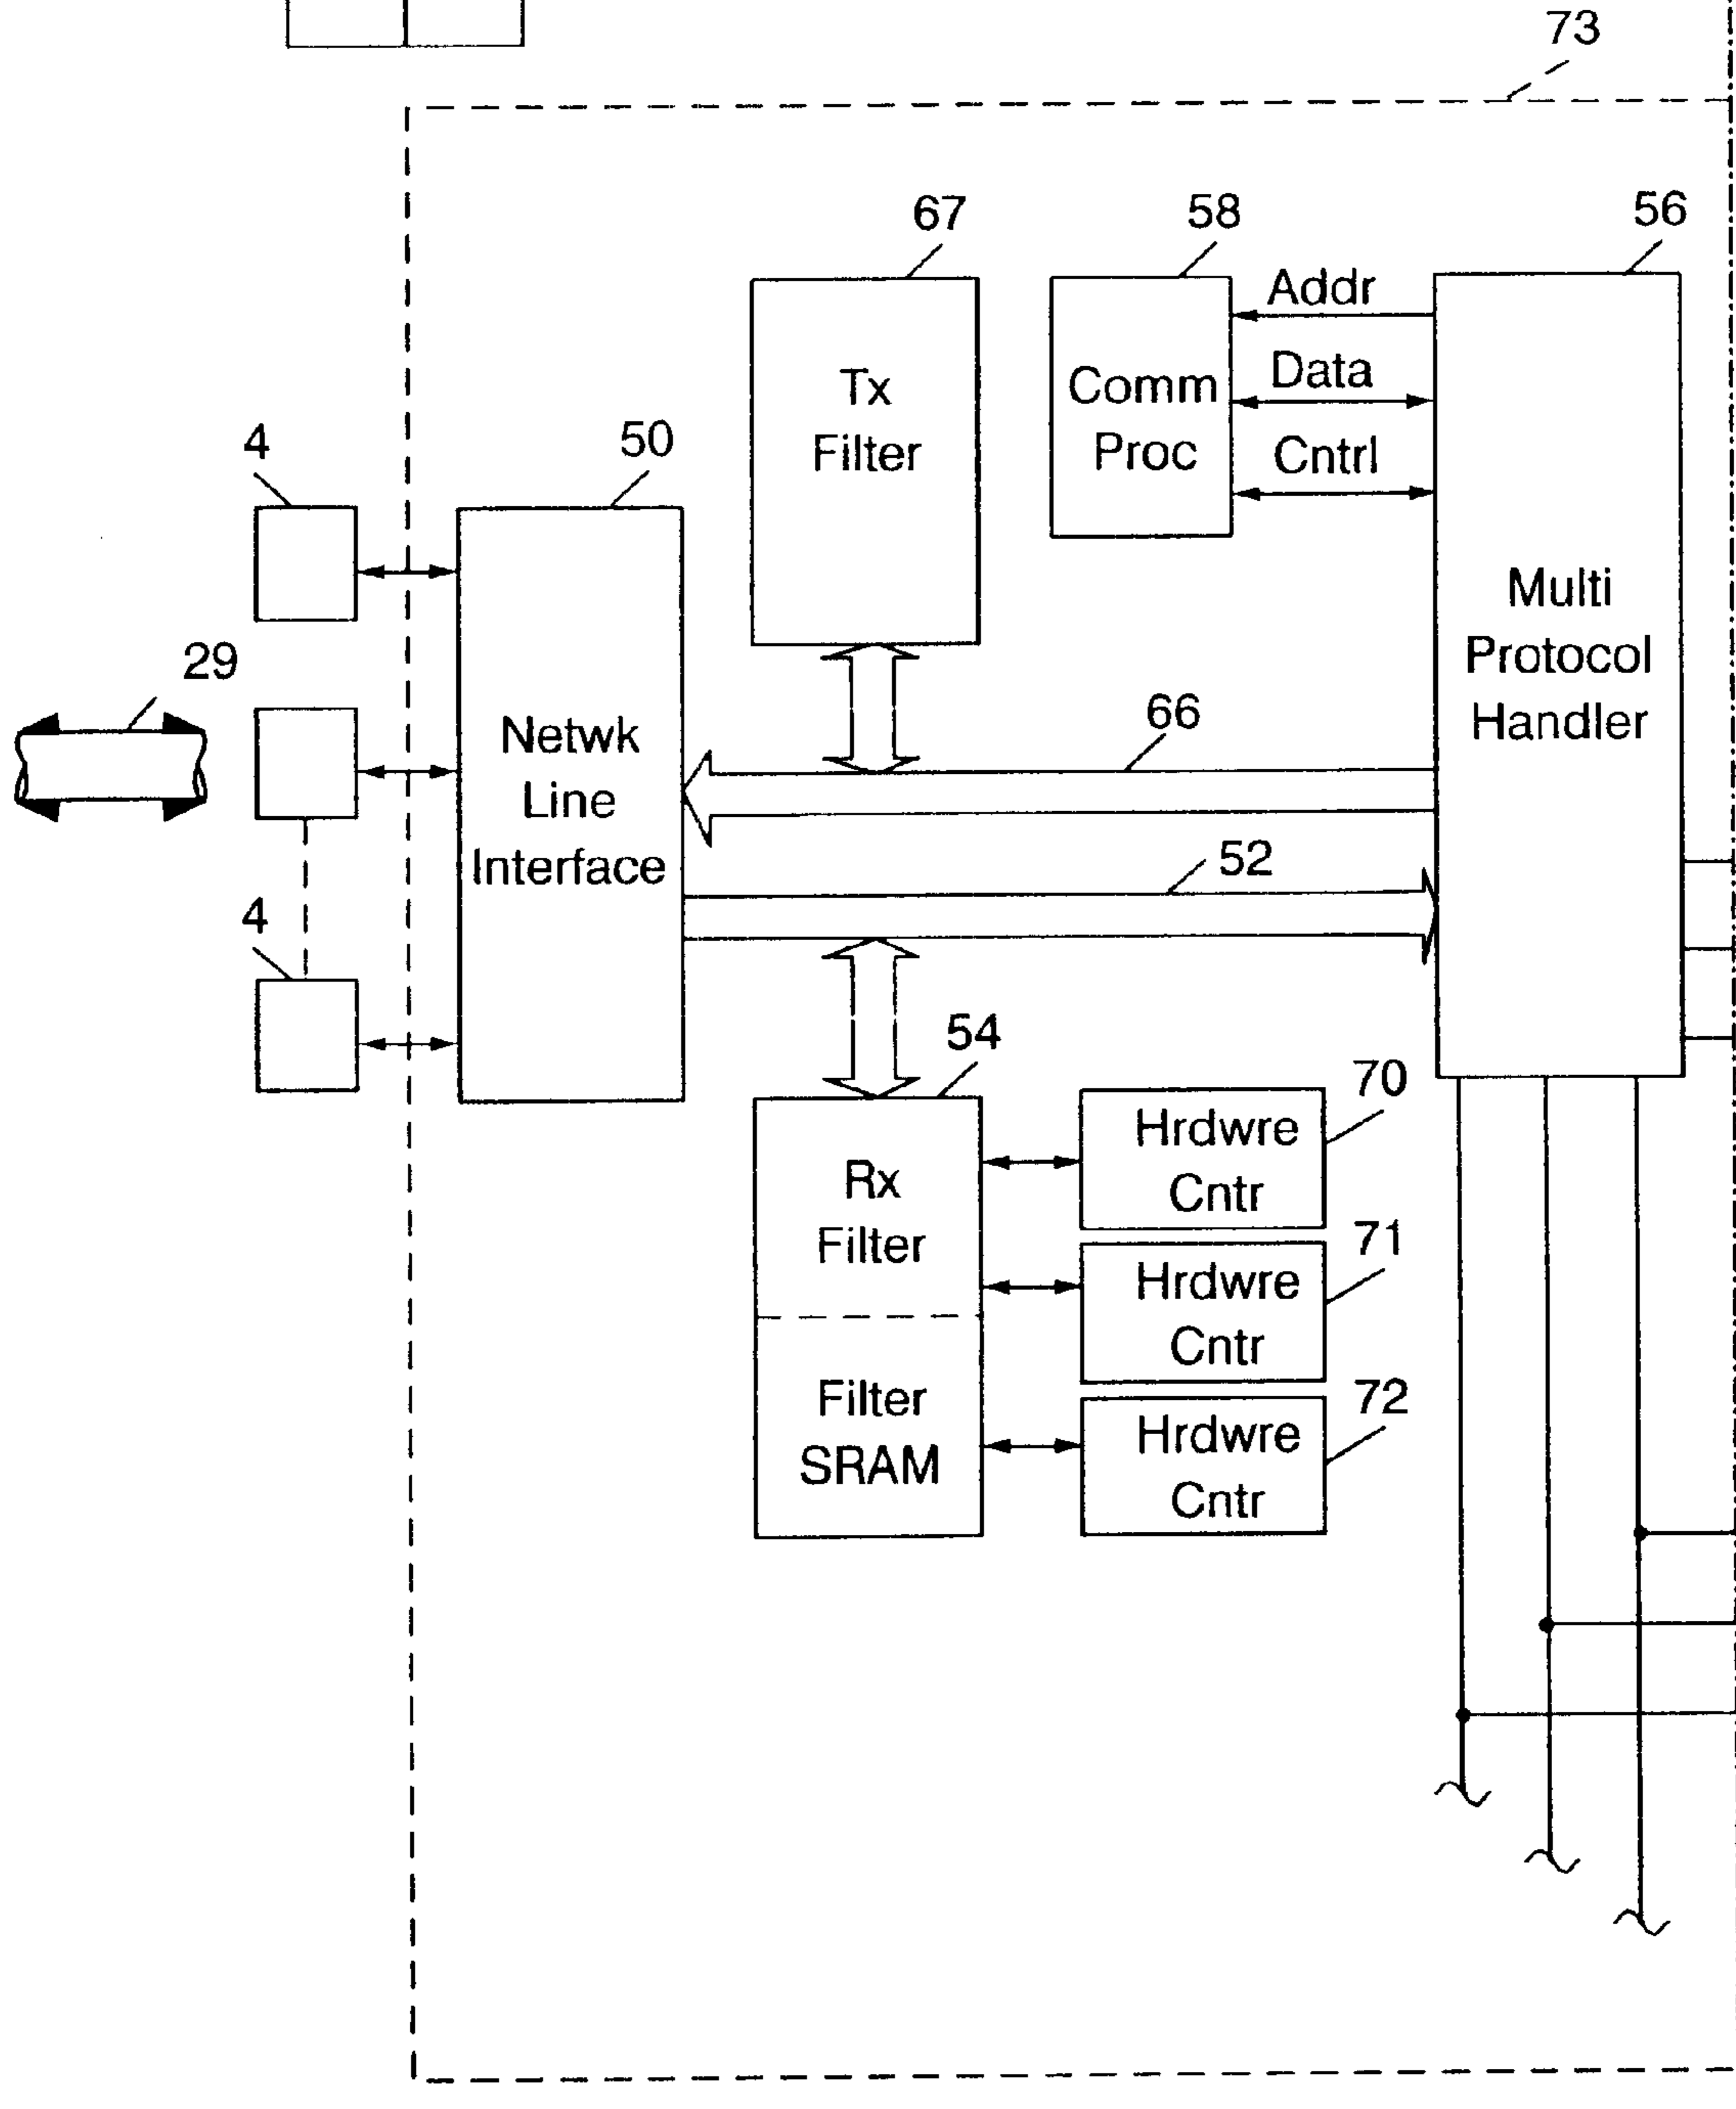 73
67
58
56
Addr
Tx
Filter
Comm
Proc
Data
Cntrl
4
50
29
Netwk
Line
Interface
Multi
Protocol
Handler
66
52
4
54
70
Rx
Filter
Hrdwre
Cntr
71
Hrdwre
Cntr
Filter
SRAM
72
Hrdwre
Cntr